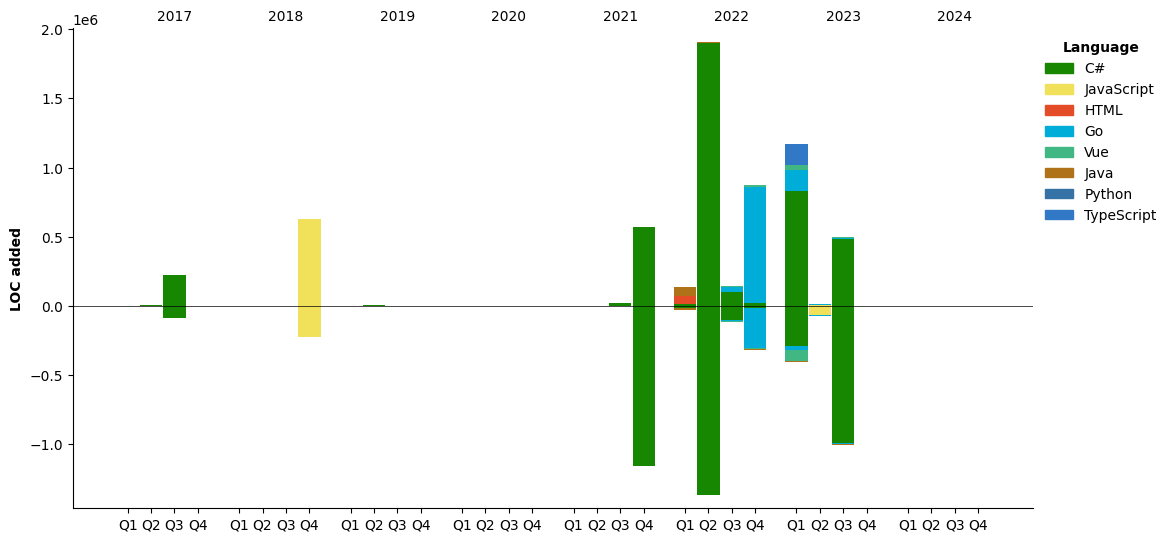 2017 2018 2019 2020 2021 2022 2023 2024
1e6
2.0
1.5
1.0
0.5
0.0
−0.5
−1.0
LOC added
Q1 Q2 Q3 Q4 Q1 Q2 Q3 Q4 Q1 Q2 Q3 Q4 Q1 Q2 Q3 Q4 Q1 Q2 Q3 Q4 Q1 Q2 Q3 Q4 Q1 Q2 Q3 Q4 Q1 Q2 Q3 Q4
Language
C#
JavaScript
HTML
Go
Vue
Java
Python
TypeScript